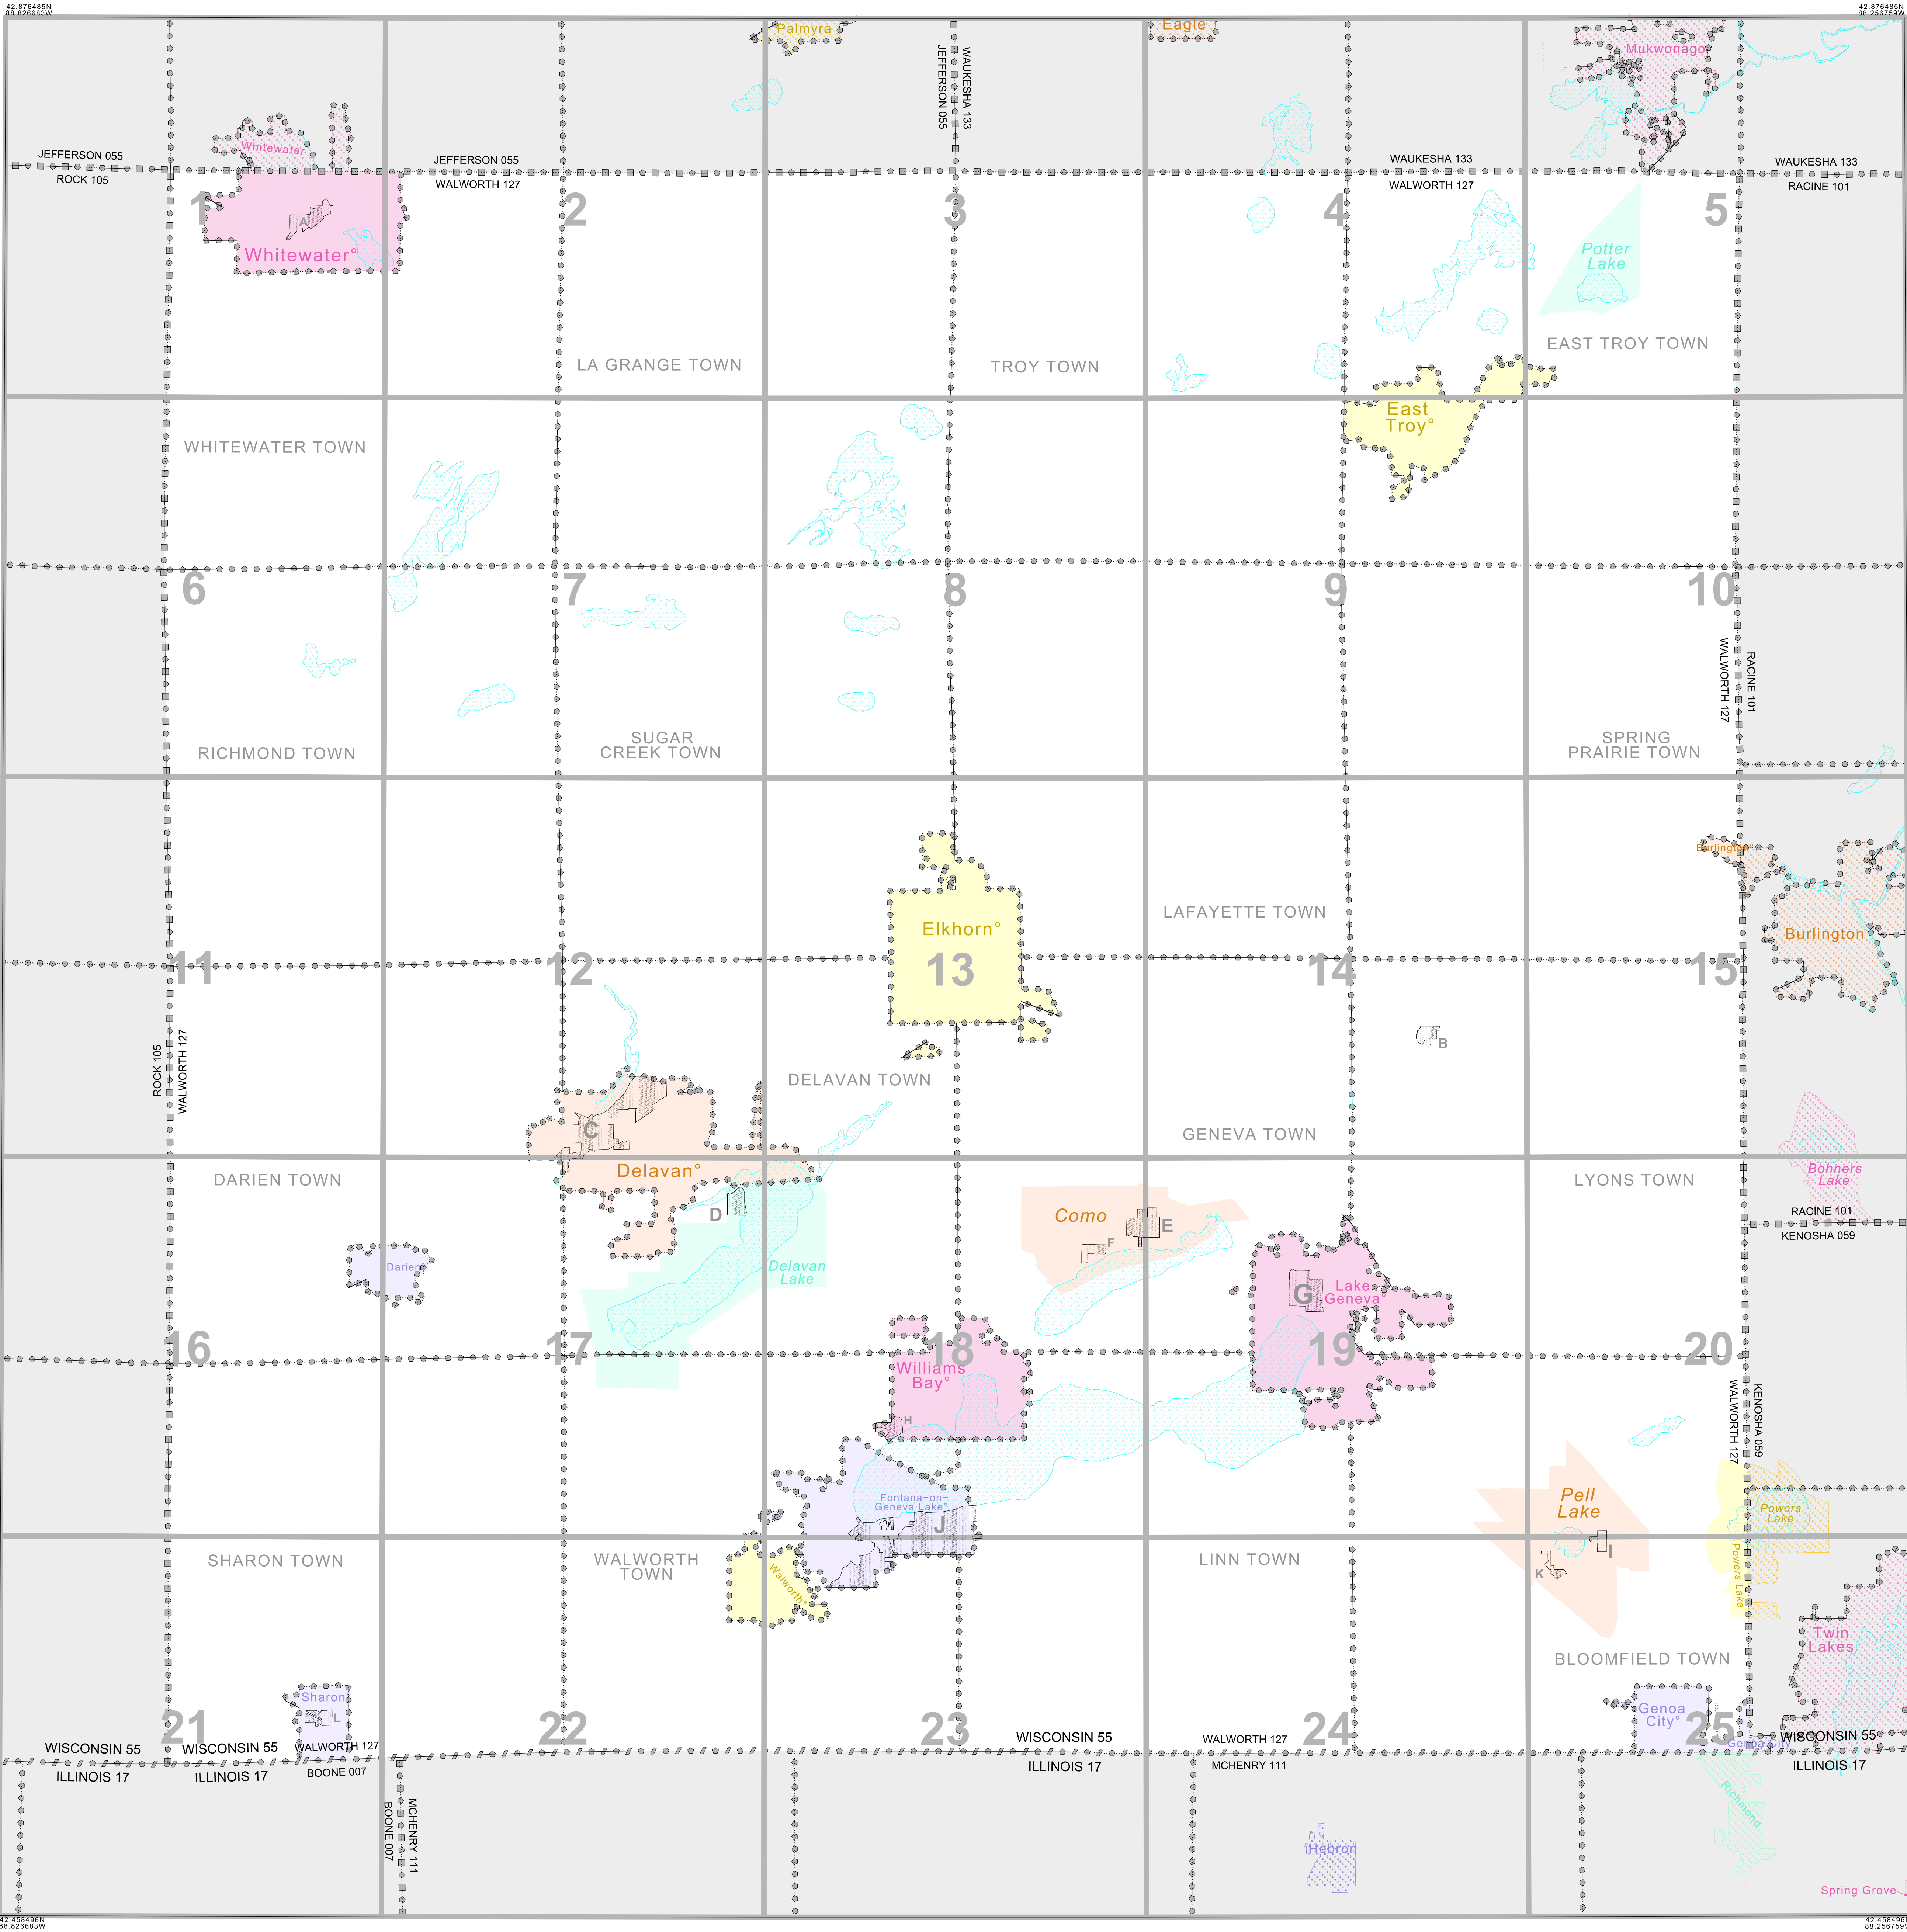 42.876485N
88.826683W
42.876485N
88.256759W
Palmyra
Eagle
Mukwonago
JEFFERSON 055
WAUKESHA 133
Whitewater
JEFFERSON 055
ROCK 105
JEFFERSON 055
WALWORTH 127
WAUKESHA 133
WALWORTH 127
WAUKESHA 133
RACINE 101
1
2
3
4
5
A
Whitewater°
Potter
Lake
LA GRANGE TOWN
TROY TOWN
EAST TROY TOWN
East
Troy°
WHITEWATER TOWN
6
7
8
9
10
WALWORTH 127
RACINE 101
RICHMOND TOWN
SUGAR
CREEK TOWN
SPRING
PRAIRIE TOWN
Burlington°
LAFAYETTE TOWN
Elkhorn°
Burlington
11
12
13
14
15
ROCK 105
WALWORTH 127
B
DELAVAN TOWN
C
GENEVA TOWN
DARIEN TOWN
Delavan°
LYONS TOWN
Bohners
Lake
D
Como
E
F
RACINE 101
KENOSHA 059
Darien°
Delavan
Lake
G
Lake
Geneva°
16
17
18
19
20
Williams
Bay°
H
WALWORTH 127
KENOSHA 059
Fontana-on-
Geneva Lake°
J
Pell
Lake
Powers
Lake
Powers Lake
I
K
SHARON TOWN
WALWORTH
TOWN
Walworth°
LINN TOWN
Twin
Lakes
BLOOMFIELD TOWN
Sharon°
L
Genoa
City°
21
22
23
24
25
Genoa City
WISCONSIN 55
ILLINOIS 17
WISCONSIN 55
ILLINOIS 17
WALWORTH 127
BOONE 007
WISCONSIN 55
ILLINOIS 17
WALWORTH 127
MCHENRY 111
WISCONSIN 55
ILLINOIS 17
BOONE 007
MCHENRY 111
Richmond
Hebron
Spring Grove
42.458496N
88.826683W
42.458496N
88.256759W